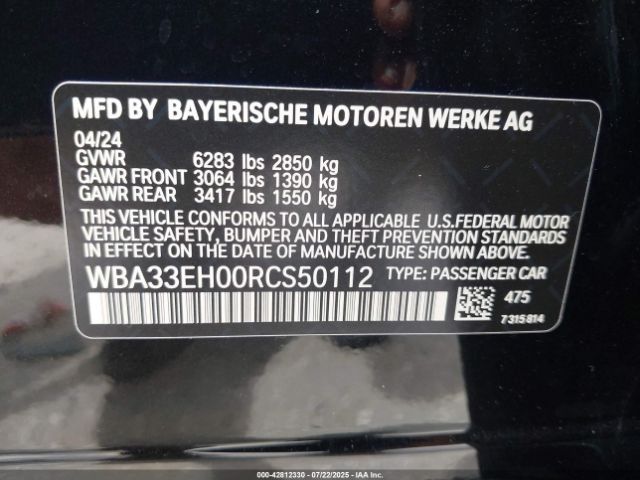 MFD BY BAYERISCHE MOTOREN WERKE AG
04/24
GVWR 6283 lbs 2850 kg
GAWR FRONT 3064 lbs 1390 kg
GAWR REAR 3417 lbs 1550 kg
THIS VEHICLE CONFORMS TO ALL APPLICABLE U.S.FEDERAL MOTOR
VEHICLE SAFETY, BUMPER AND THEFT PREVENTION STANDARDS
IN EFFECT ON THE DATE OF MANUFACTURE SHOWN ABOVE.
WBA33EH00RCS50112 TYPE: PASSENGER CAR
475
7315814
000-42812330 - 07/22/2025 - IAAI.COM